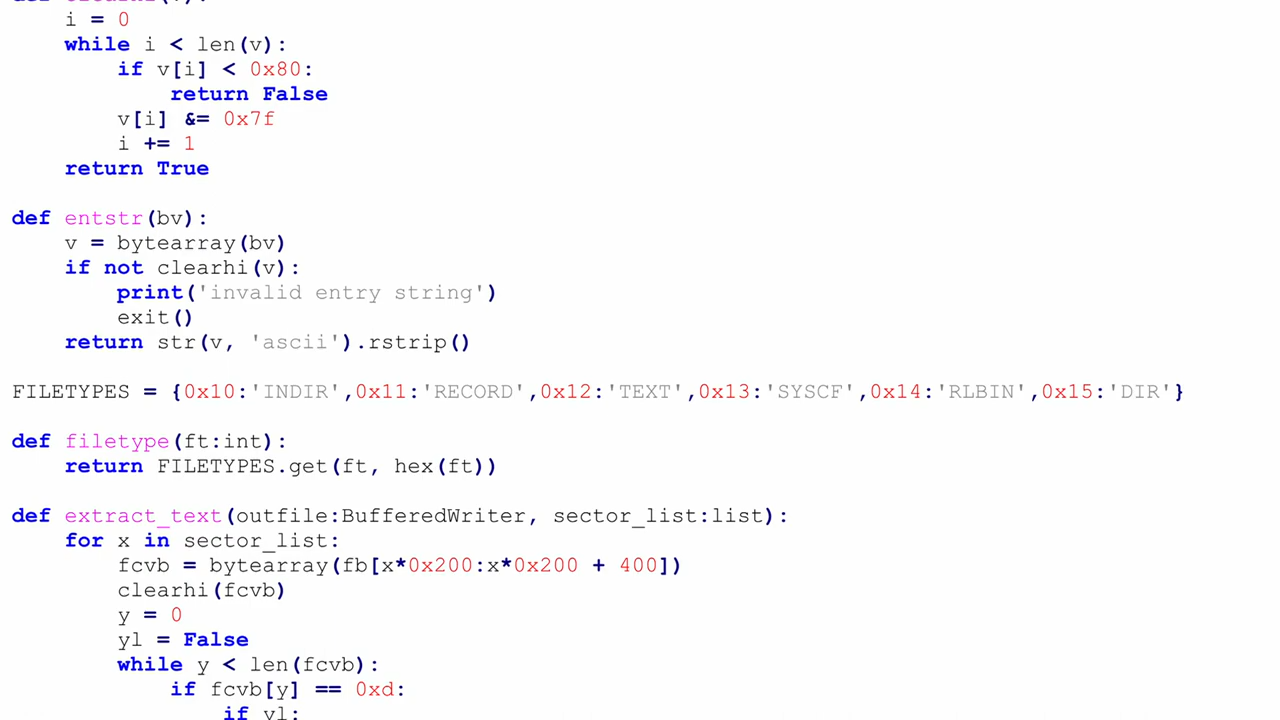 i = 0
while i < len(v):
if v[i] < 0x80:
return False
v[i] &= 0x7f
i += 1
return True
def entstr(bv):
v = bytearray(bv)
if not clearhi(v):
print('invalid entry string')
exit()
return str(v, 'ascii').rstrip()
FILETYPES = {0x10:'INDIR',0x11:'RECORD',0x12:'TEXT',0x13:'SYSCF',0x14:'RLBIN',0x15:'DIR'}
def filetype(ft:int):
return FILETYPES.get(ft, hex(ft))
def extract_text(outfile:BufferedWriter, sector_list:list):
for x in sector_list:
fcvb = bytearray(fb[x*0x200:x*0x200 + 400])
clearhi(fcvb)
y = 0
yl = False
while y < len(fcvb):
if fcvb[y] == 0xd:
if yl: